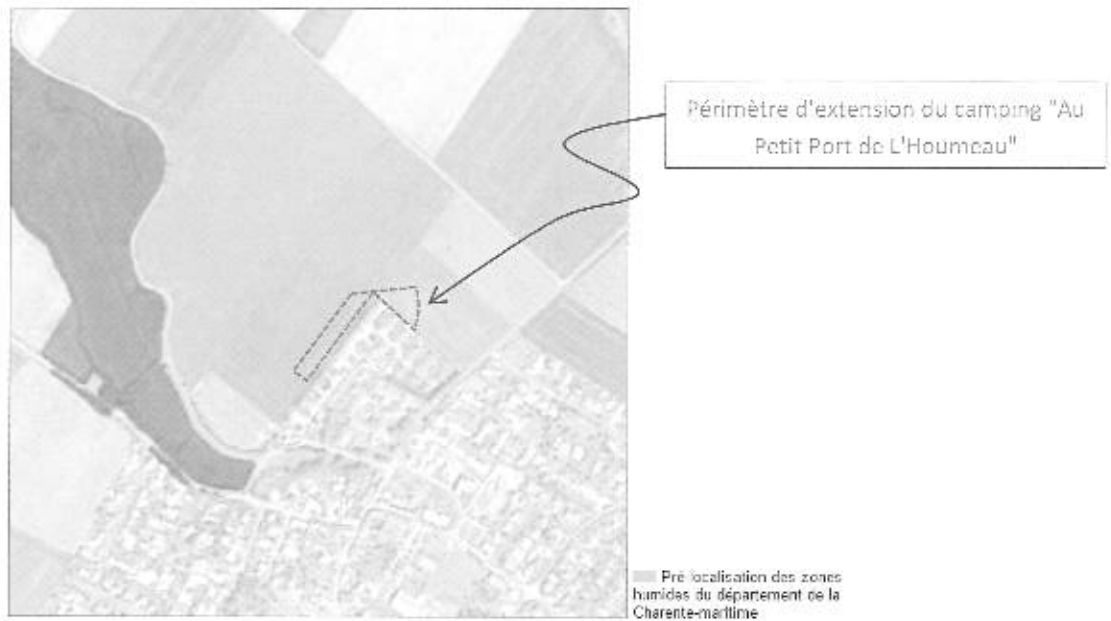 Périmètre d'extension du camping "Au
Petit Port de L'Houmeau"
Pré localisation des zones
humides du département de la
Charente-maritime